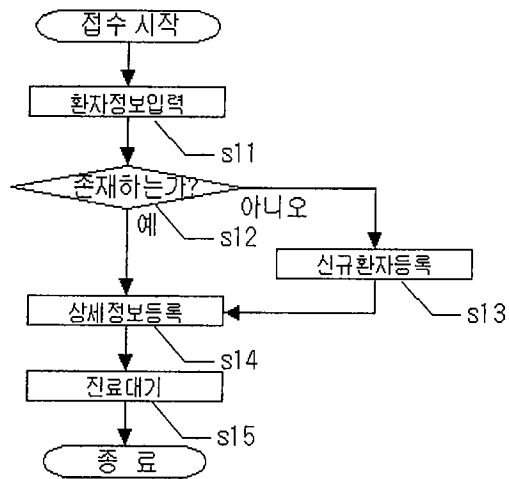 접수 시작
환자정보입력
s11
존재하는가?
아니오
예
s12
신규환자등록
s13
상세정보등록
s14
진료대기
s15
종 료